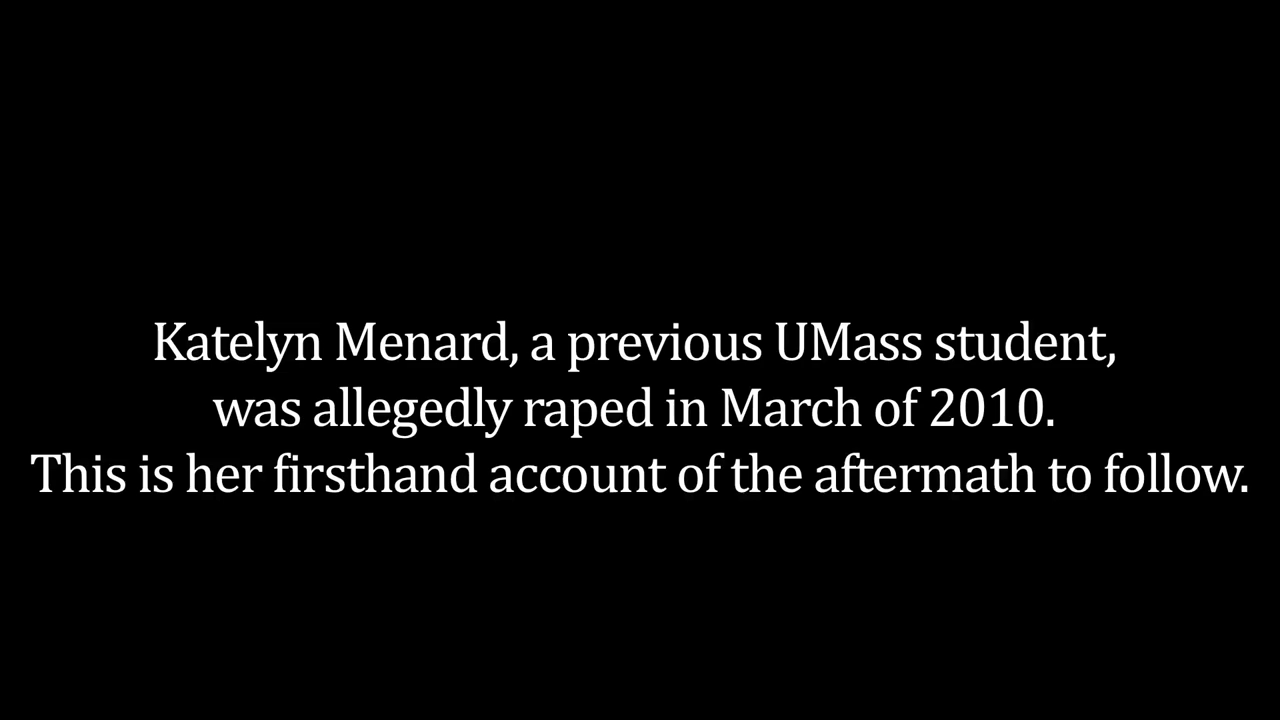 Katelyn Menard, a previous UMass student,
was allegedly raped in March of 2010.
This is her firsthand account of the aftermath to follow.